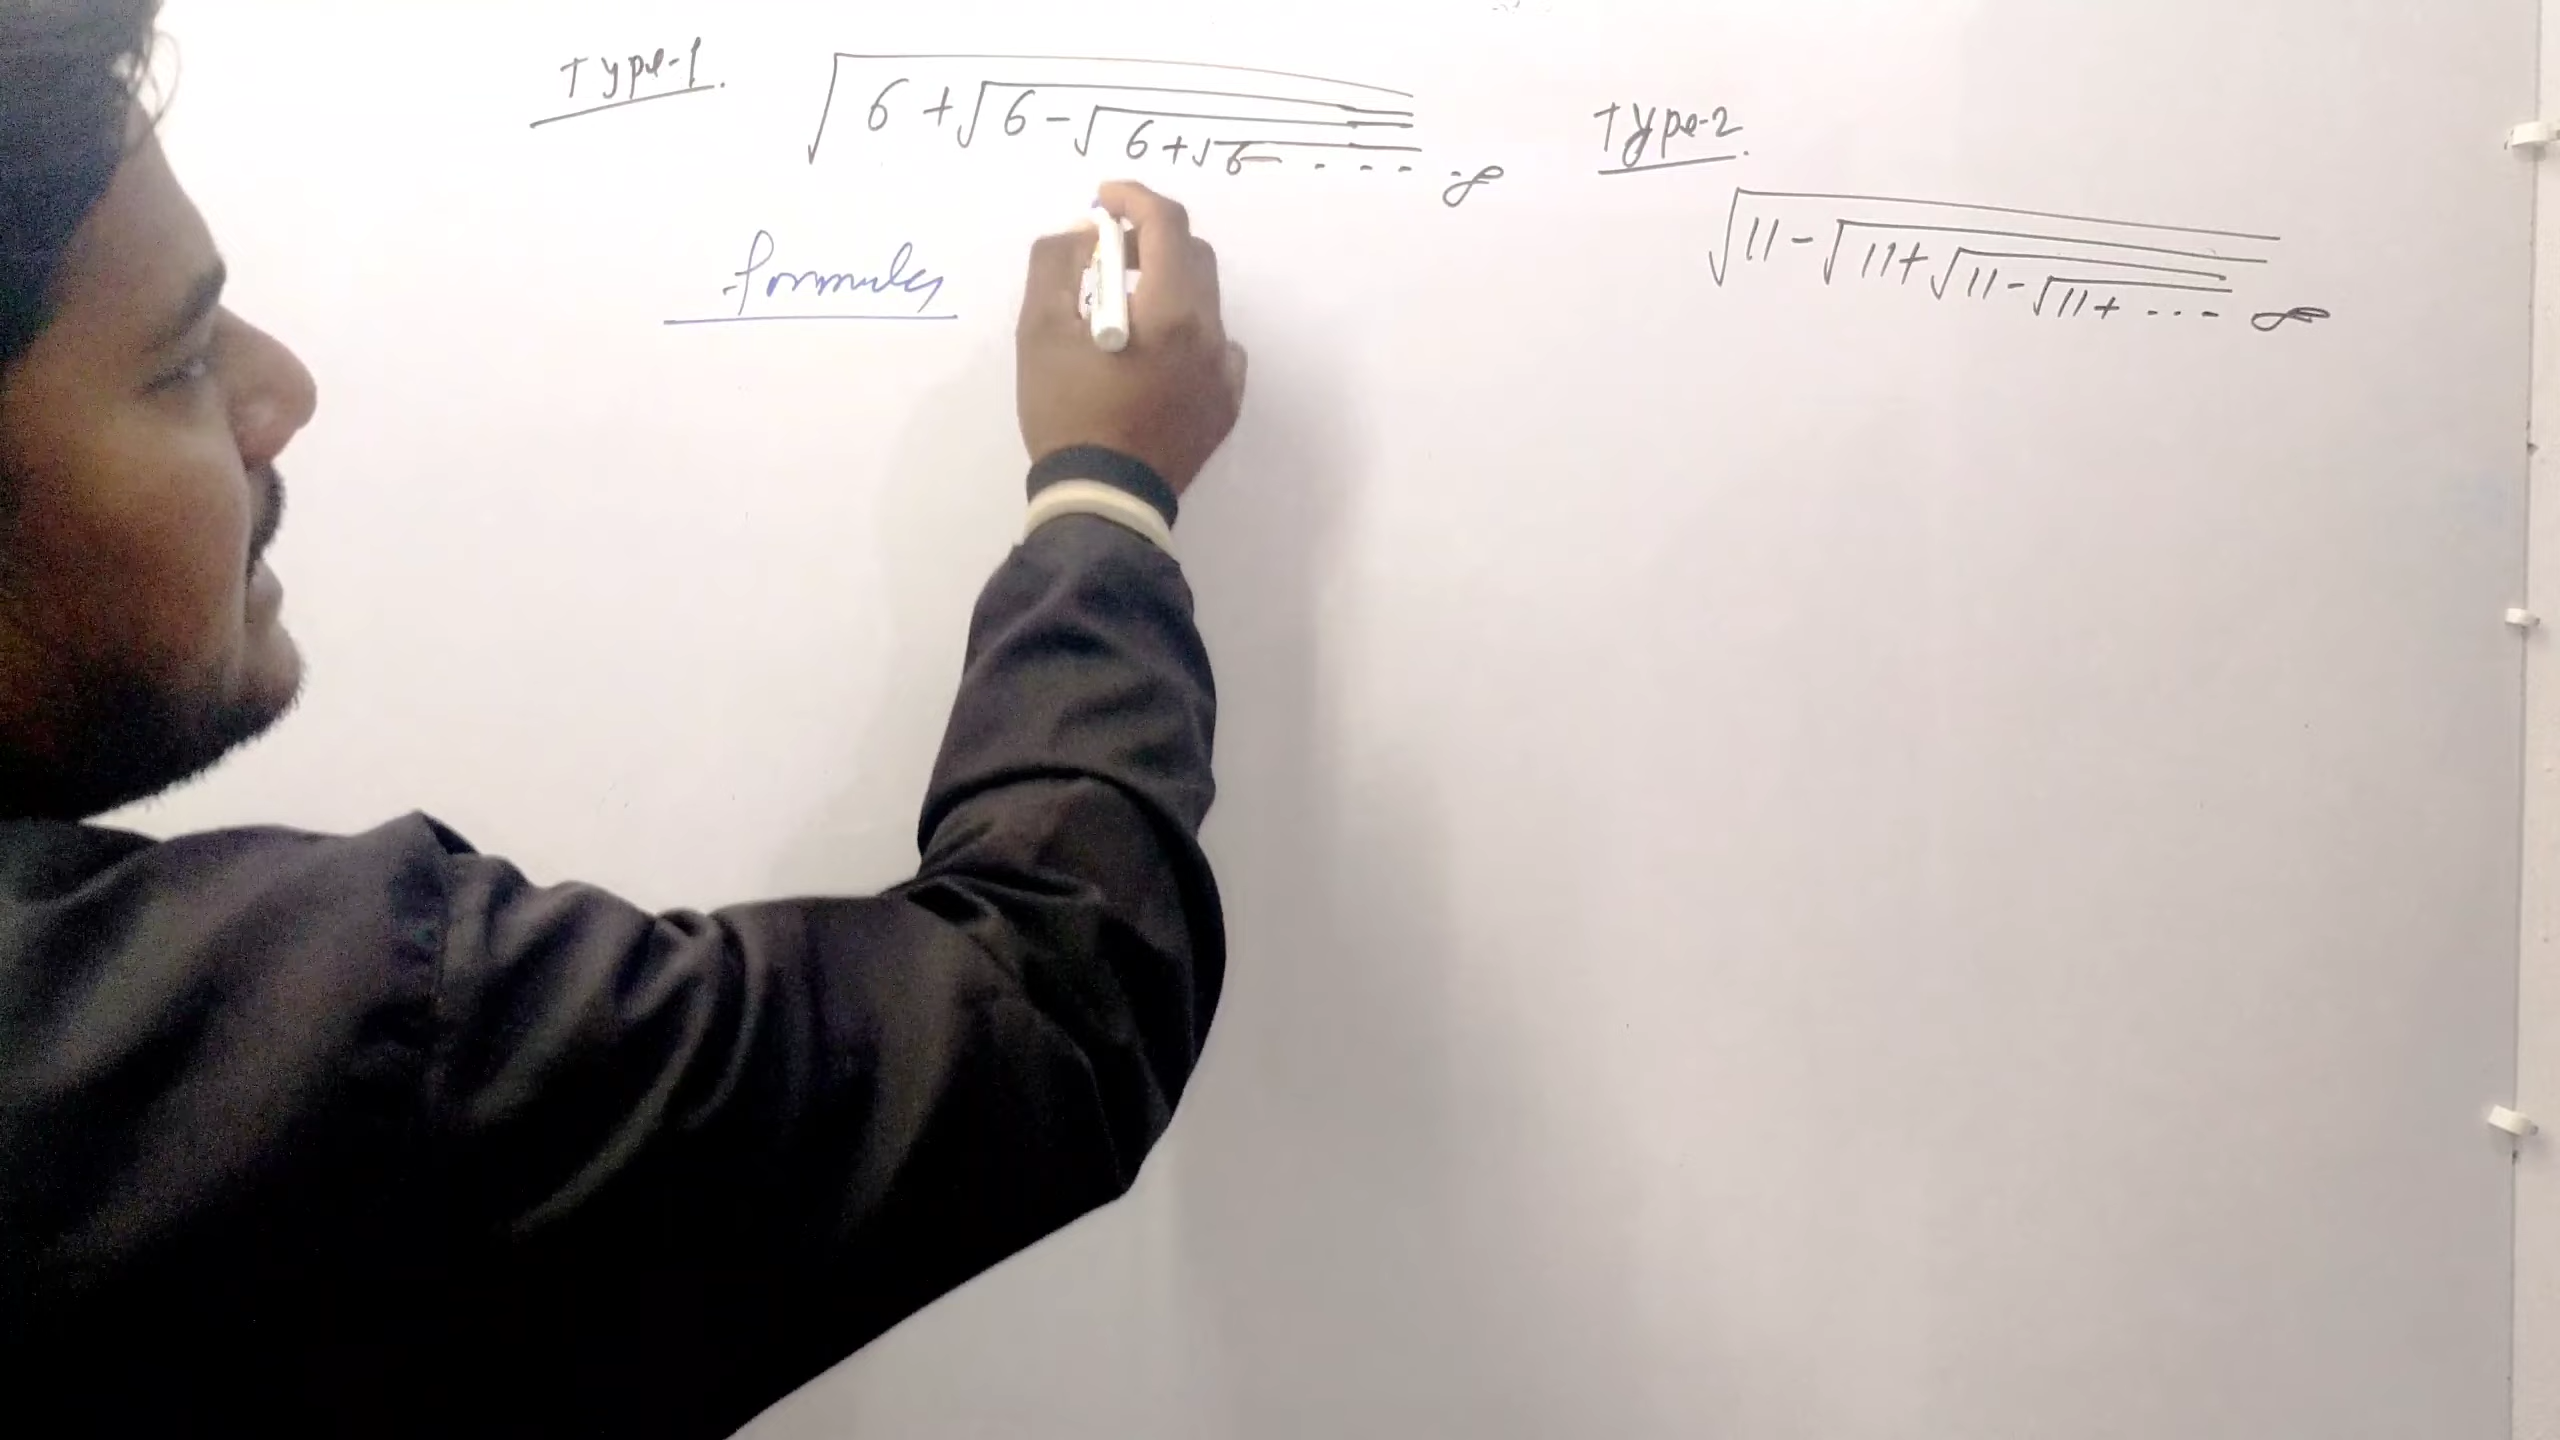 Type-1.
√6+√6-√6+√6- - - - - ∞
Type-2.
√11-√11+√11-√11+ - - - ∞
formula